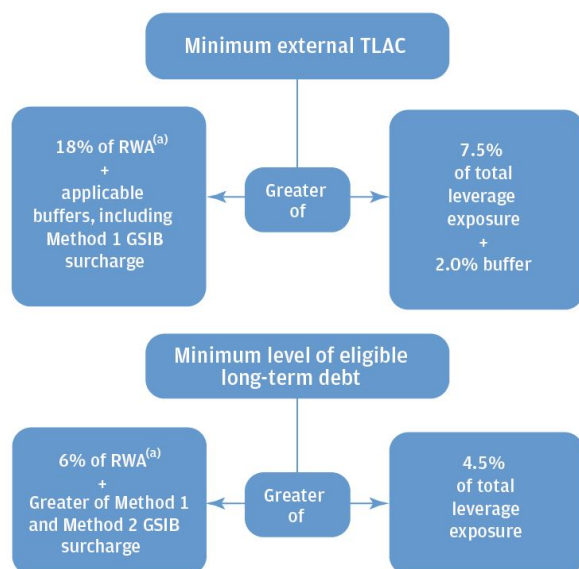 Minimum external TLAC
18% of RWA(a)
+
applicable
buffers, including
Method 1 GSIB
surcharge
Greater
of
7.5%
of total
leverage
exposure
+
2.0% buffer
Minimum level of eligible
long-term debt
6% of RWA(a)
+
Greater of Method 1
and Method 2 GSIB
surcharge
Greater
of
4.5%
of total
leverage
exposure